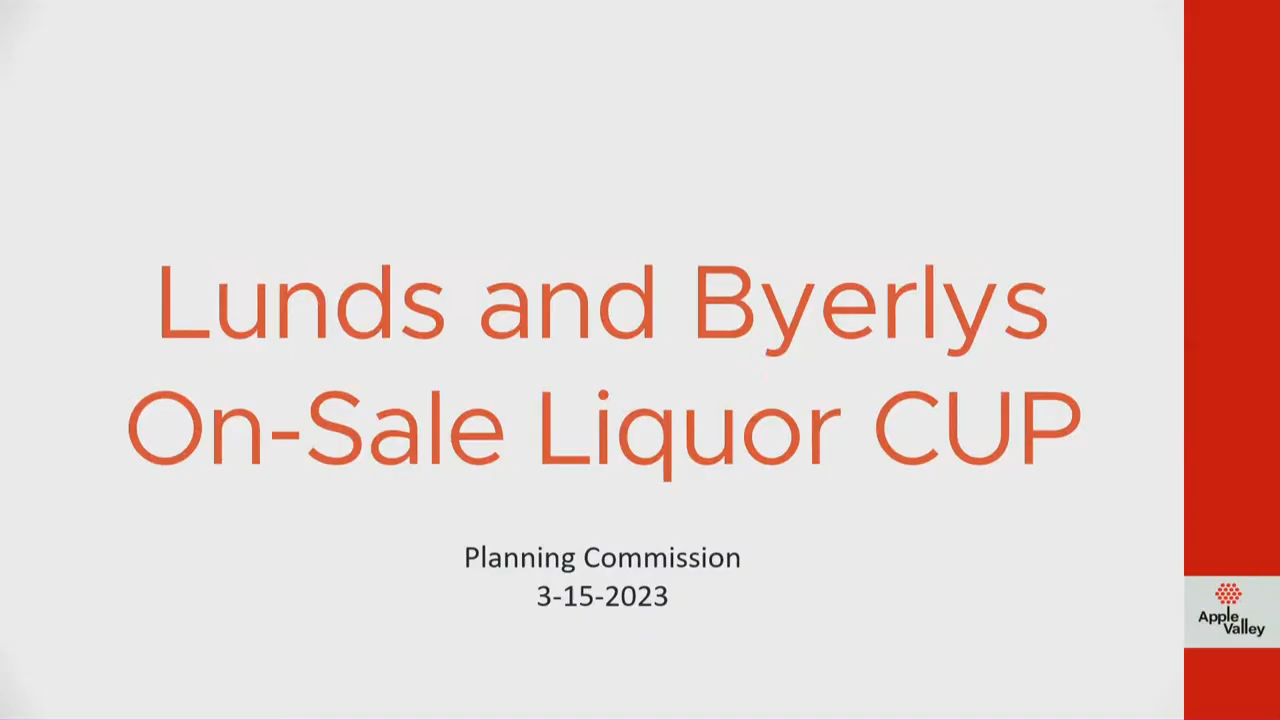 Lunds and Byerlys
On-Sale Liquor CUP
Planning Commission
3-15-2023
Apple
Valley